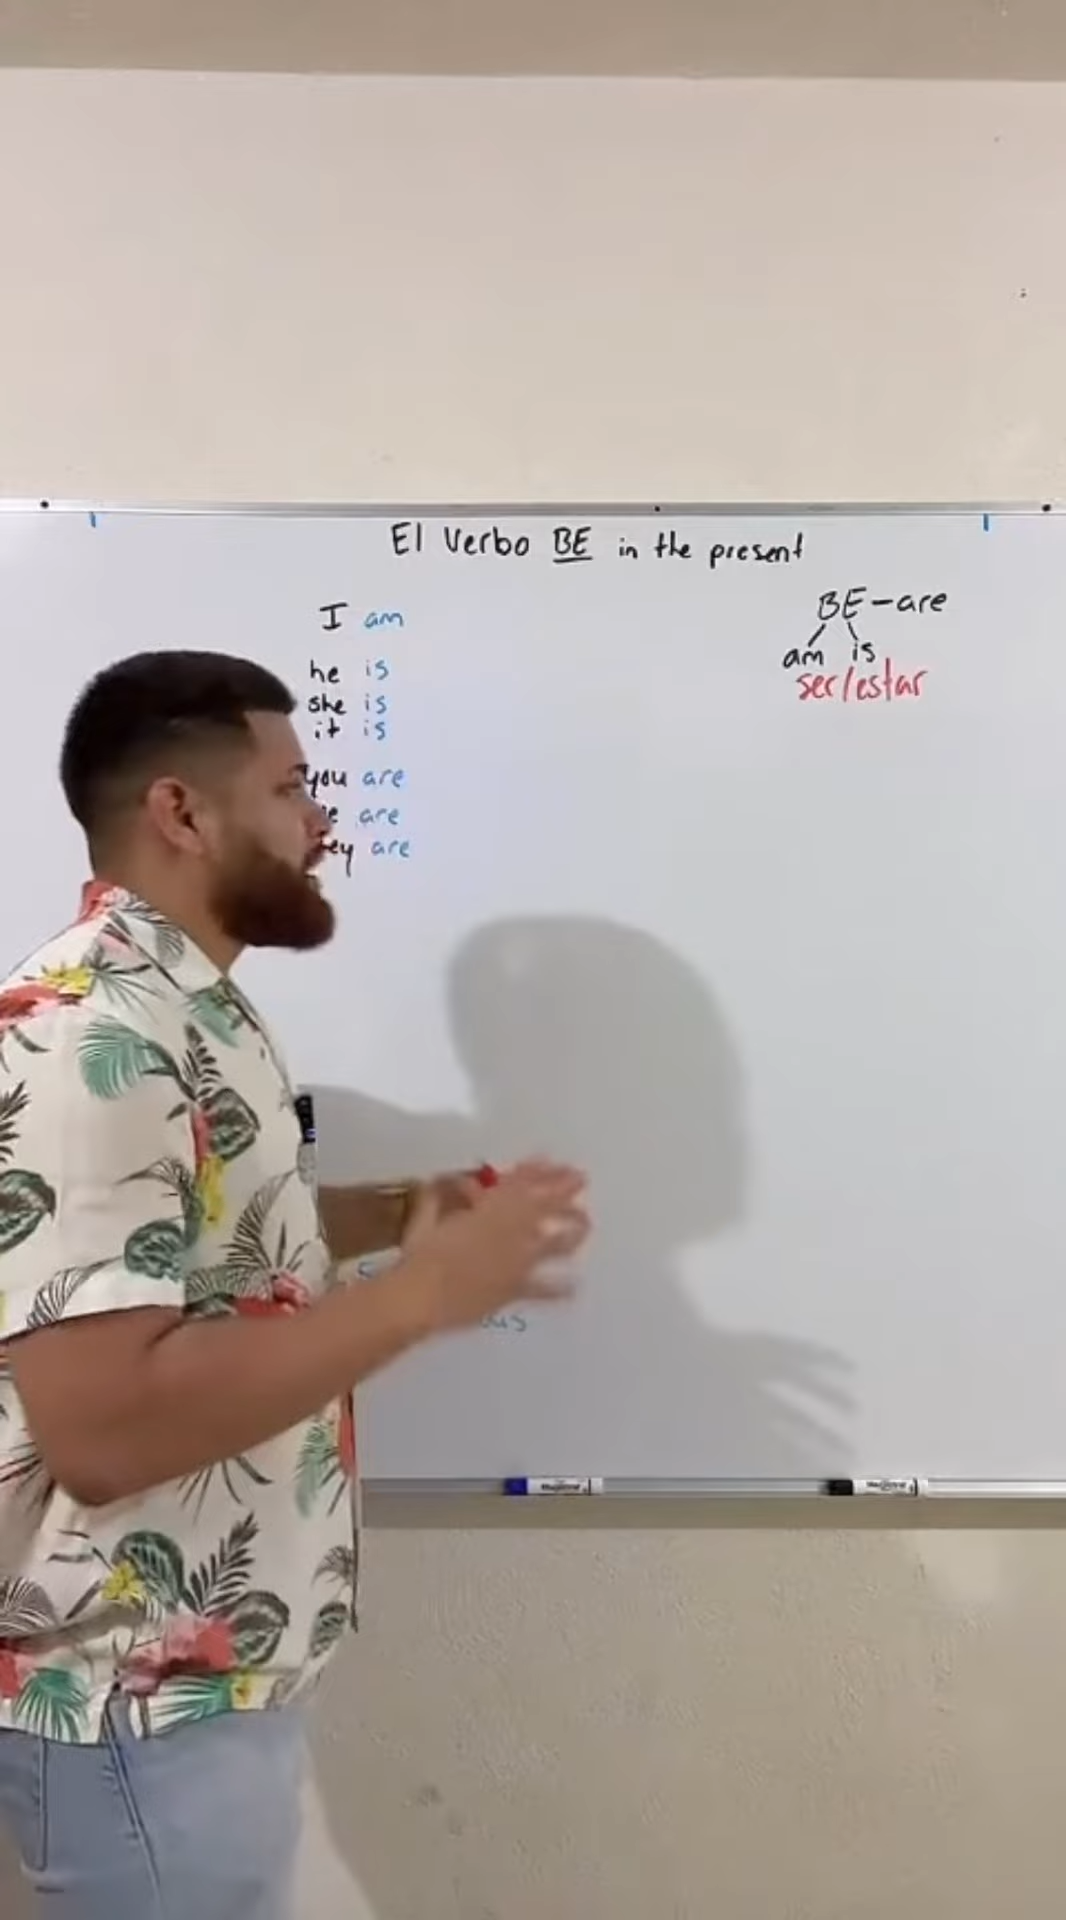 El Verbo BE in the present
I am
he is
she is
it is
you are
are
are
BE - are
am is
ser/estar